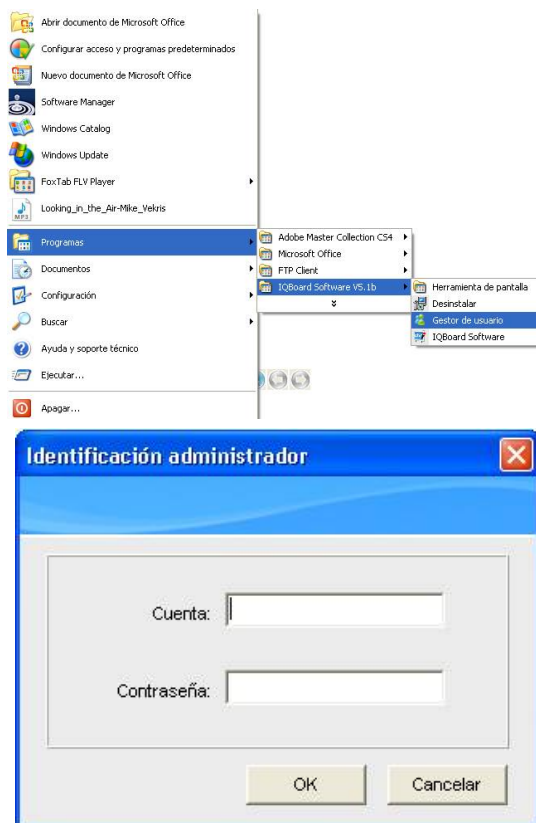 Abrir documento de Microsoft Office
Configurar acceso y programas predeterminados
Nuevo documento de Microsoft Office
Software Manager
Windows Catalog
Windows Update
FoxTab FLV Player
MP3
Looking_in_the_Air-Mike_Vekris
Programas
Documentos
Configuración
Buscar
Ayuda y soporte técnico
Ejecutar...
Apagar...
Adobe Master Collection CS4
Microsoft Office
FTP Client
IQBoard Software V5.1b
Herramienta de pantalla
Desinstalar
Gestor de usuario
IQBoard Software
Identificación administrador
Cuenta:
Contraseña:
OK
Cancelar